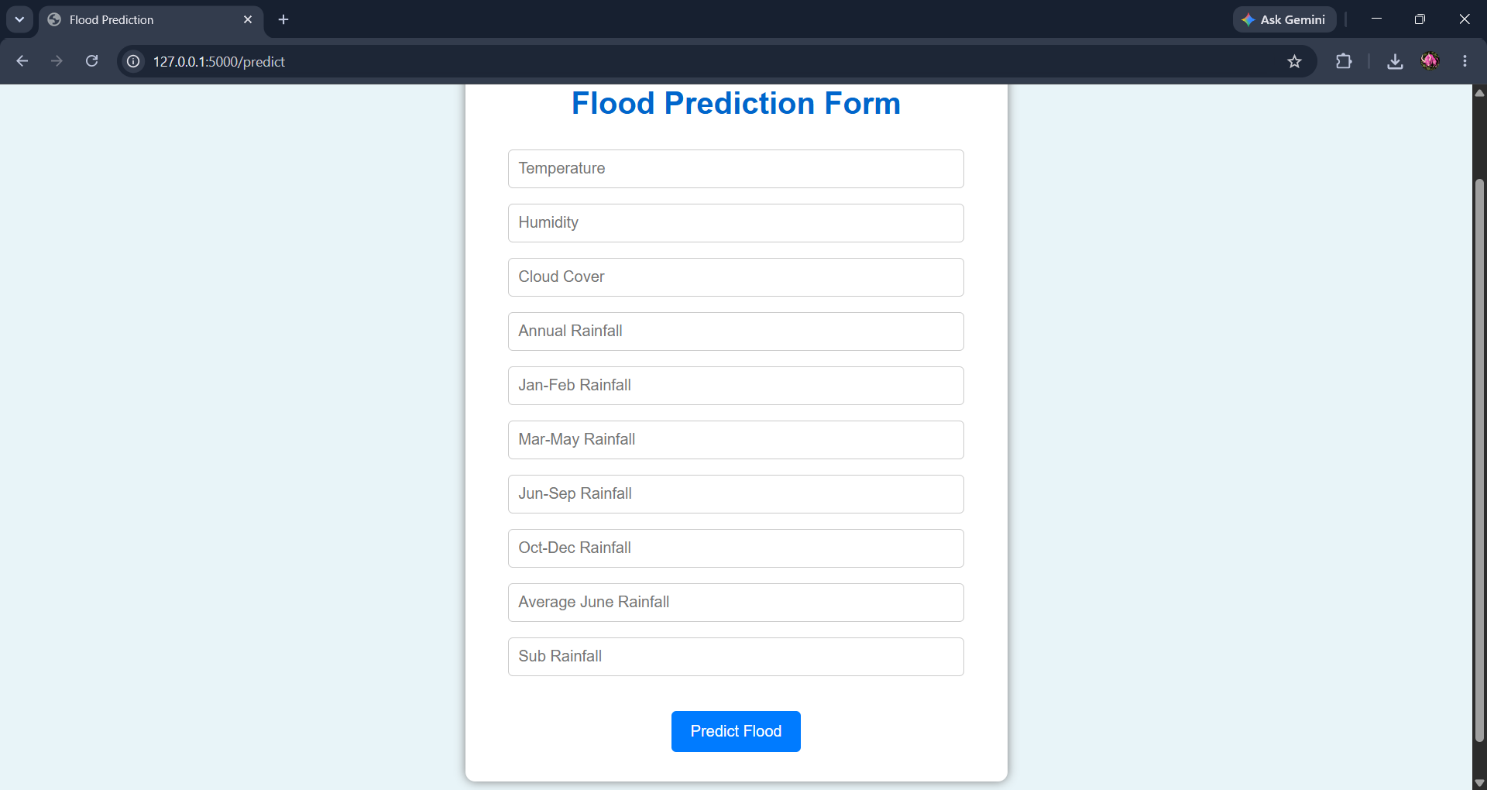 Flood Prediction
Ask Gemini
127.0.0.1:5000/predict
Flood Prediction Form
Temperature
Humidity
Cloud Cover
Annual Rainfall
Jan-Feb Rainfall
Mar-May Rainfall
Jun-Sep Rainfall
Oct-Dec Rainfall
Average June Rainfall
Sub Rainfall
Predict Flood